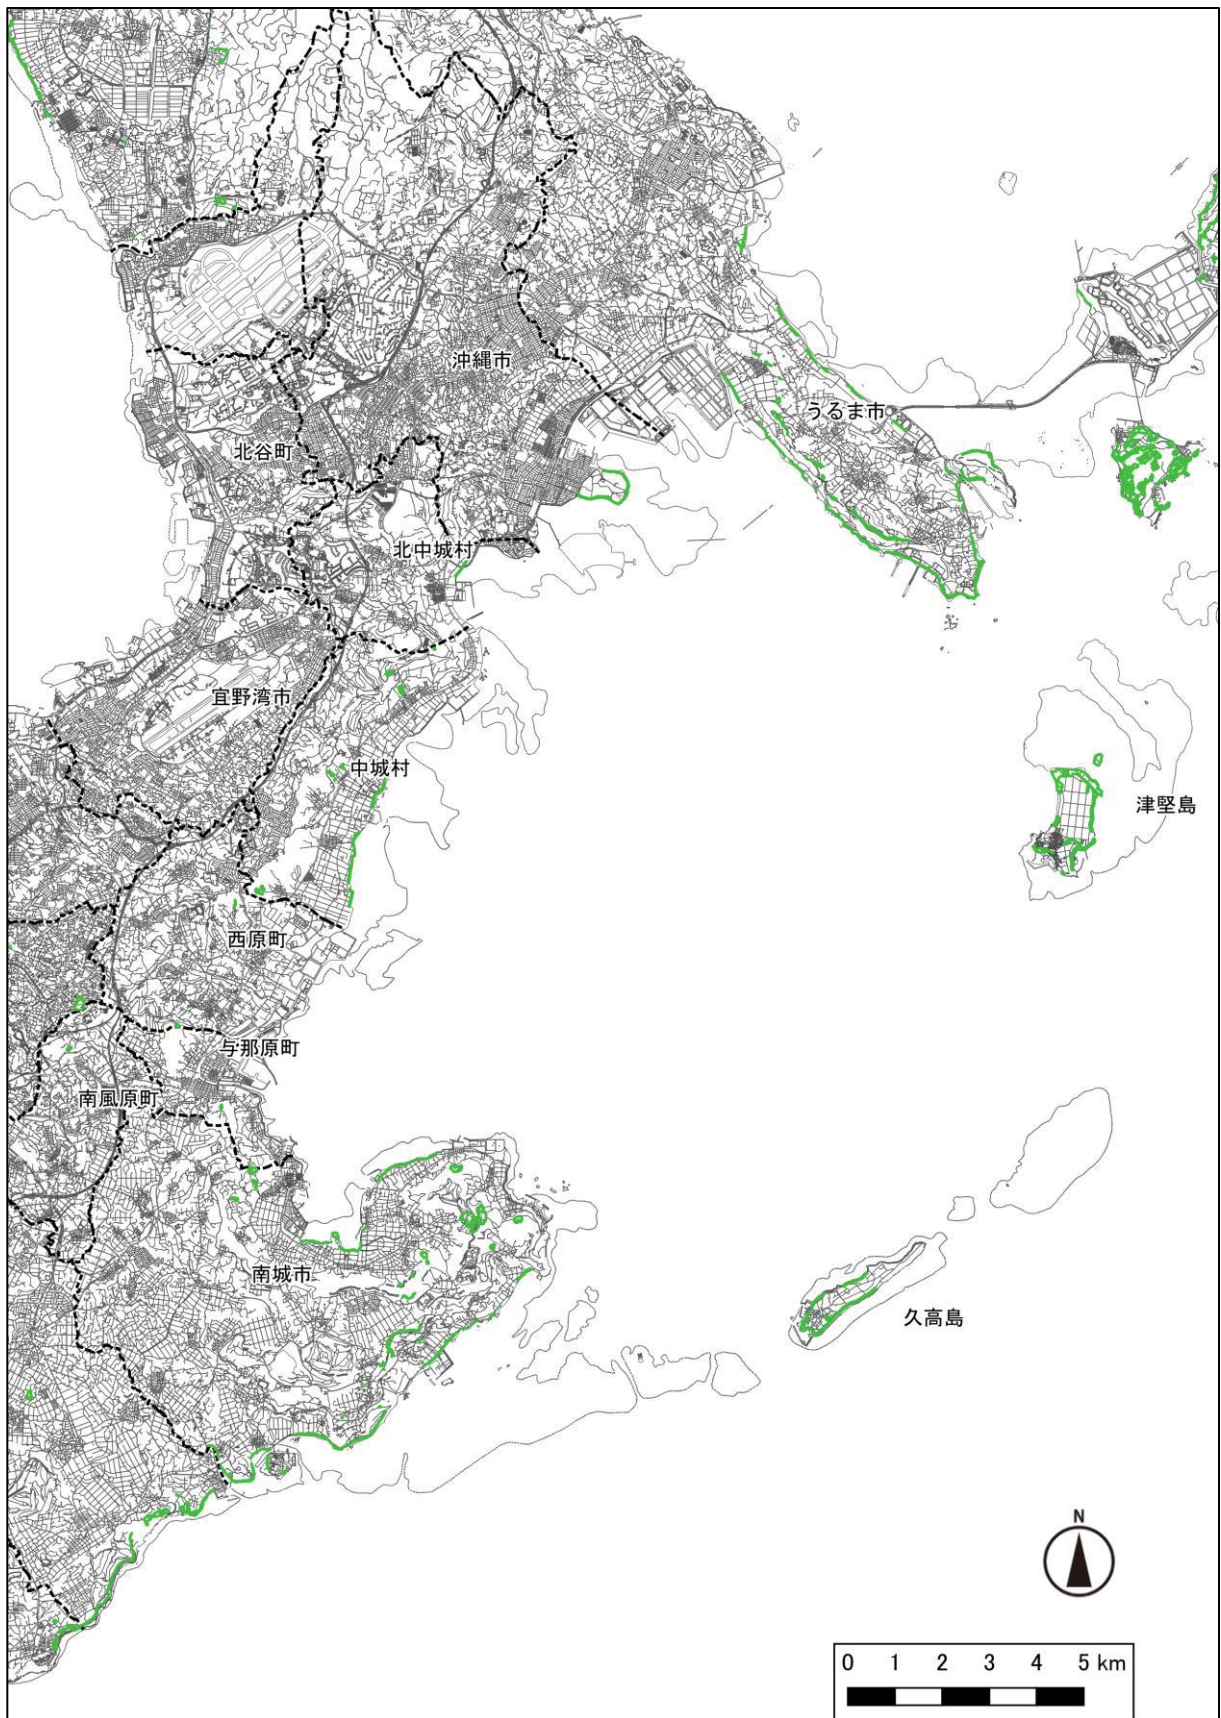 沖縄市
うるま市
北谷町
北中城村
宜野湾市
中城村
津堅島
西原町
与那原町
南風原町
南城市
久高島
N
0 1 2 3 4 5 km